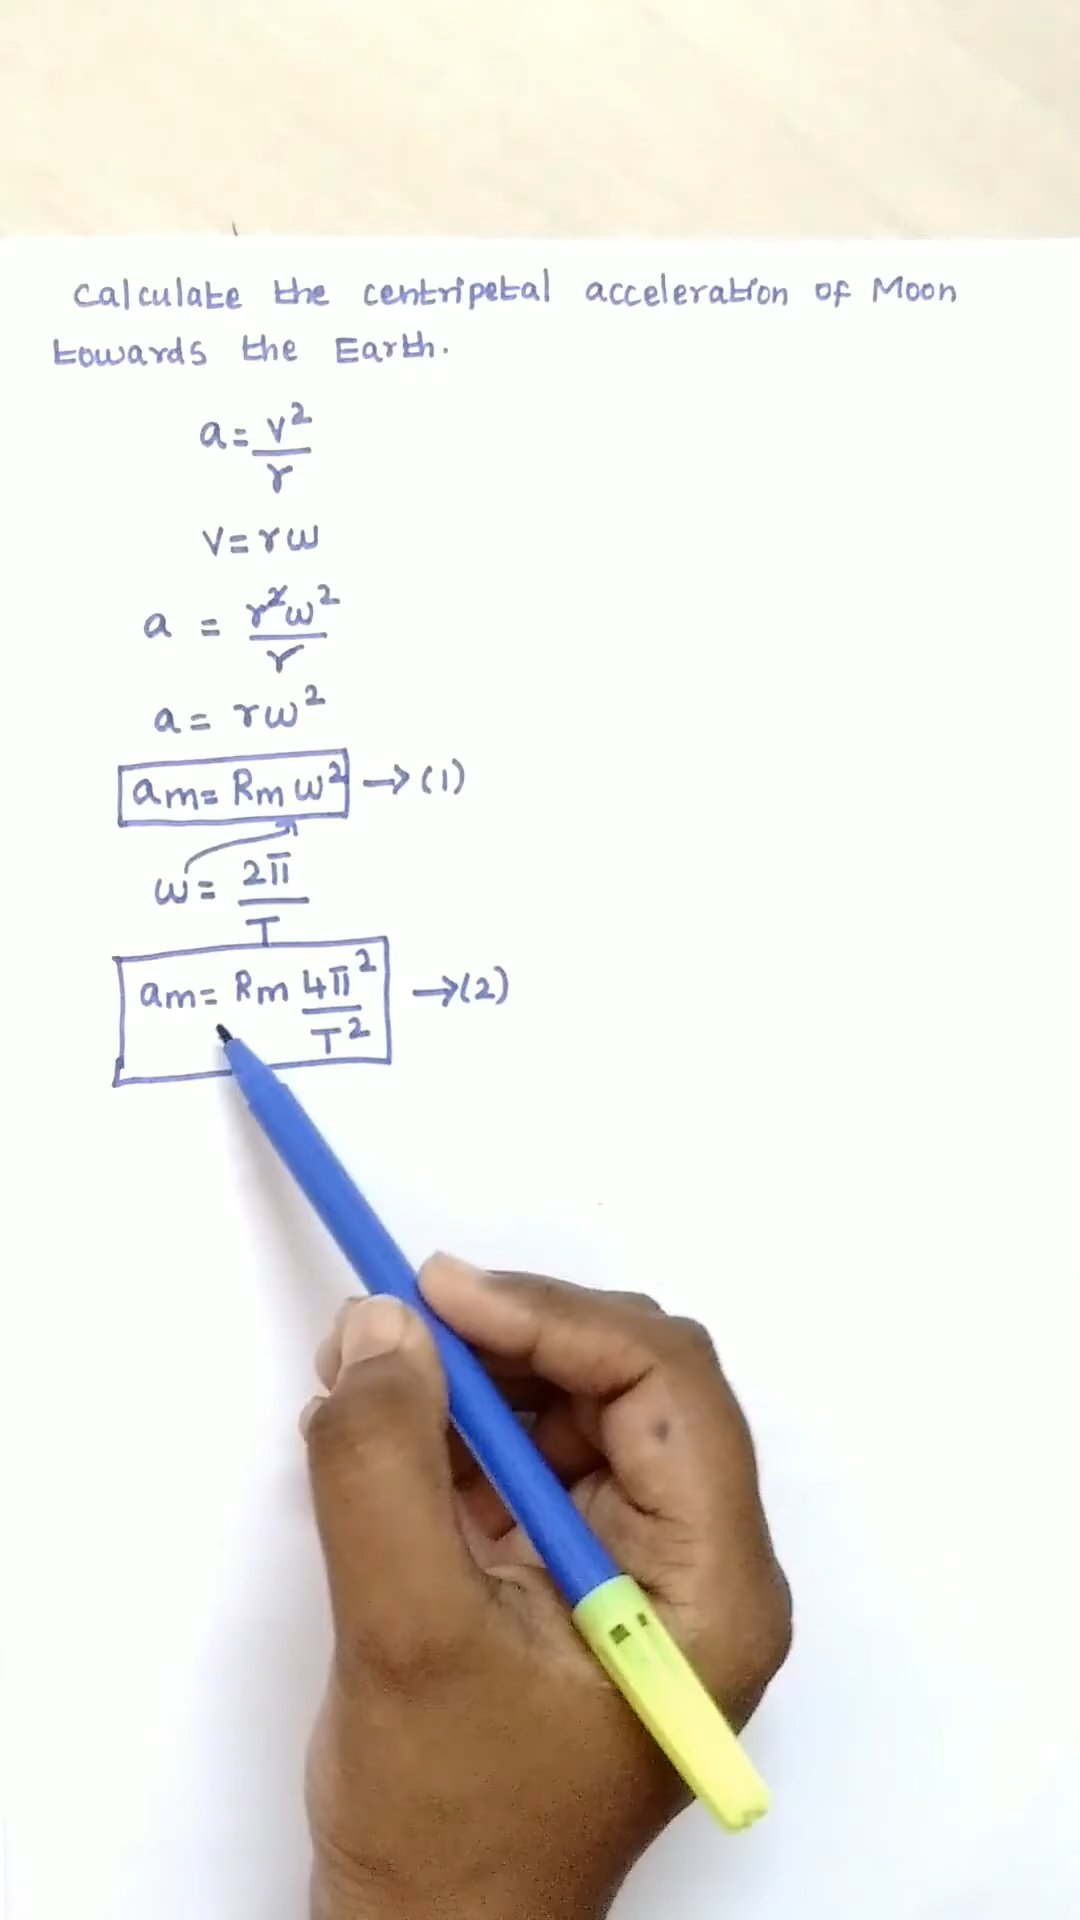 Calculate the centripetal acceleration of Moon
towards the Earth.
a = v²/r
v = rω
a = r²ω²/r
a = rω²
am = Rm ω² → (1)
ω = 2π/T
am = Rm 4π²/T² → (2)